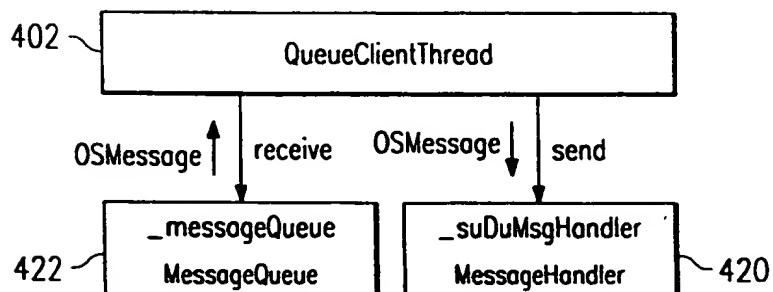 402
QueueClientThread
OSMessage receive OSMessage send
_messageQueue _suDuMsgHandler
422 MessageQueue MessageHandler 420